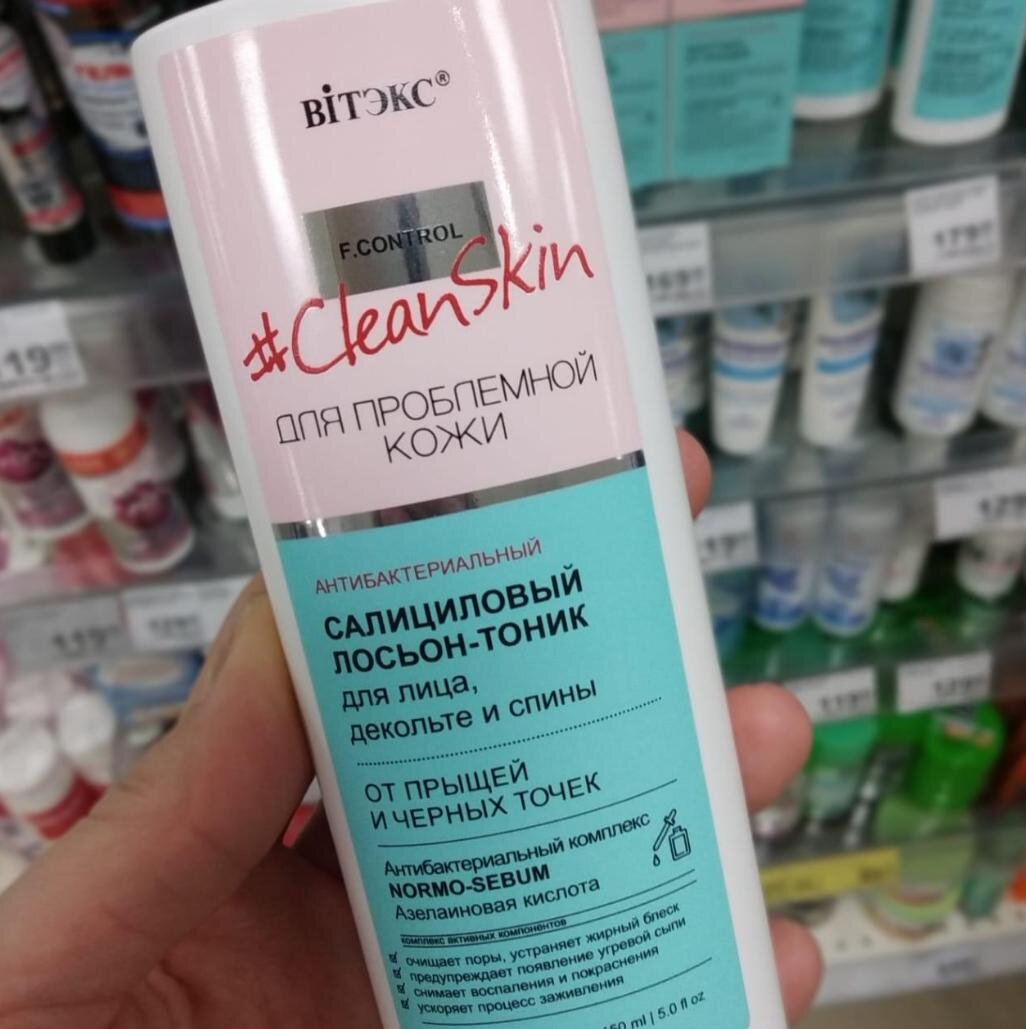 ВІТЭКС®
F.CONTROL
#CleanSkin
ДЛЯ ПРОБЛЕМНОЙ
КОЖИ
АНТИБАКТЕРИАЛЬНЫЙ
САЛИЦИЛОВЫЙ
ЛОСЬОН-ТОНИК
для лица,
декольте и спины
ОТ ПРЫЩЕЙ
И ЧЕРНЫХ ТОЧЕК
Антибактериальный комплекс
NORMO-SEBUM
Азелаиновая кислота
комплекс активных компонентов
очищает поры, устраняет жирный блеск
предупреждает появление угревой сыпи
снимает воспаления и покраснения
ускоряет процесс заживления
150 ml | 5.0 fl oz